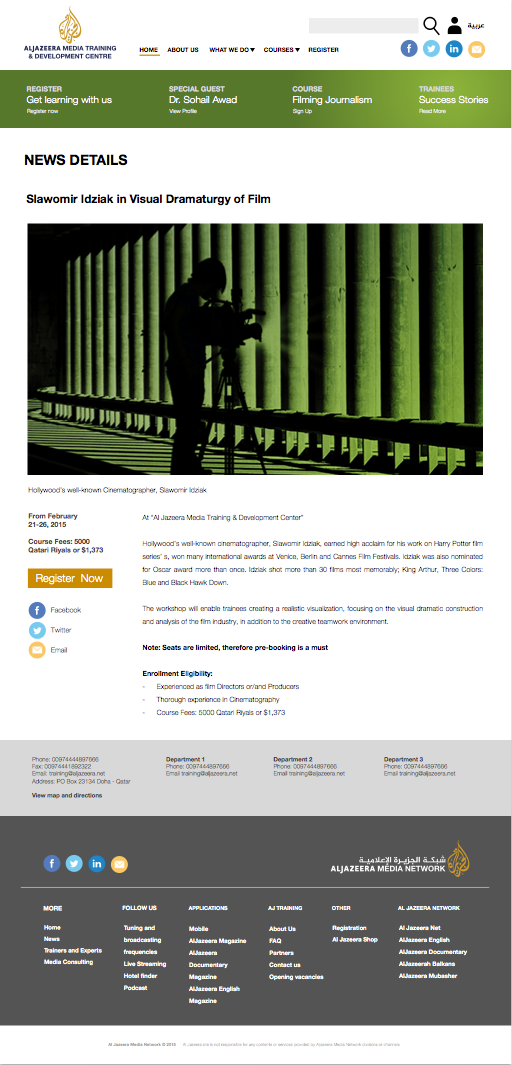 عربية
ALJAZEERA MEDIA TRAINING
& DEVELOPMENT CENTRE
HOME ABOUT US WHAT WE DO COURSES REGISTER
REGISTER
Get learning with us
Register now
SPECIAL GUEST
Dr. Sohail Awad
View Profile
COURSE
Filming Journalism
Sign Up
TRAINEES
Success Stories
Read More
NEWS DETAILS
Slawomir Idziak in Visual Dramaturgy of Film
Hollywood's well-known Cinematographer, Slawomir Idziak
From February
21-26, 2015
Course Fees: 5000
Qatari Riyals or $1,373
Register Now
Facebook
Twitter
Email
At "Al Jazeera Media Training & Development Center"
Hollywood's well-known cinematographer, Slawomir Idziak, earned high acclaim for his work on Harry Potter film
series' s, won many international awards at Venice, Berlin and Cannes Film Festivals. Idziak was also nominated
for Oscar award more than once. Idziak shot more than 30 films most memorably; King Arthur, Three Colors:
Blue and Black Hawk Down.
The workshop will enable trainees creating a realistic visualization, focusing on the visual dramatic construction
and analysis of the film industry, in addition to the creative teamwork environment.
Note: Seats are limited, therefore pre-booking is a must
Enrollment Eligibility:
- Experienced as film Directors or/and Producers
- Thorough experience in Cinematography
- Course Fees: 5000 Qatari Riyals or $1,373
Phone: 00974444897666
Fax: 00974441892322
Email: training@aljazeera.net
Address: PO Box 23134 Doha - Qatar
View map and directions
Department 1
Phone: 00974444897666
Email training@aljazeera.net
Department 2
Phone: 00974444897666
Email training@aljazeera.net
Department 3
Phone: 00974444897666
Email training@aljazeera.net
شبكة الجزيرة الإعلامية
ALJAZEERA MEDIA NETWORK
MORE
Home
News
Trainers and Experts
Media Consulting
FOLLOW US
Tuning and
broadcasting
frequencies
Live Streaming
Hotel finder
Podcast
APPLICATIONS
Mobile
AlJazeera Magazine
AlJazeera
Documentary
Magazine
AlJazeera English
Magazine
AJ TRAINING
About Us
FAQ
Partners
Contact us
Opening vacancies
OTHER
Registration
Al Jazeera Shop
AL JAZEERA NETWORK
Al Jazeera Net
AlJazeera English
AlJazeera Documentary
AlJazeerah Balkans
AlJazeera Mubasher
Al Jazeera Media Network © 2015 Al Jazeera site is not responsible for any contents or services provided by Aljazeera Media Network locations or channels